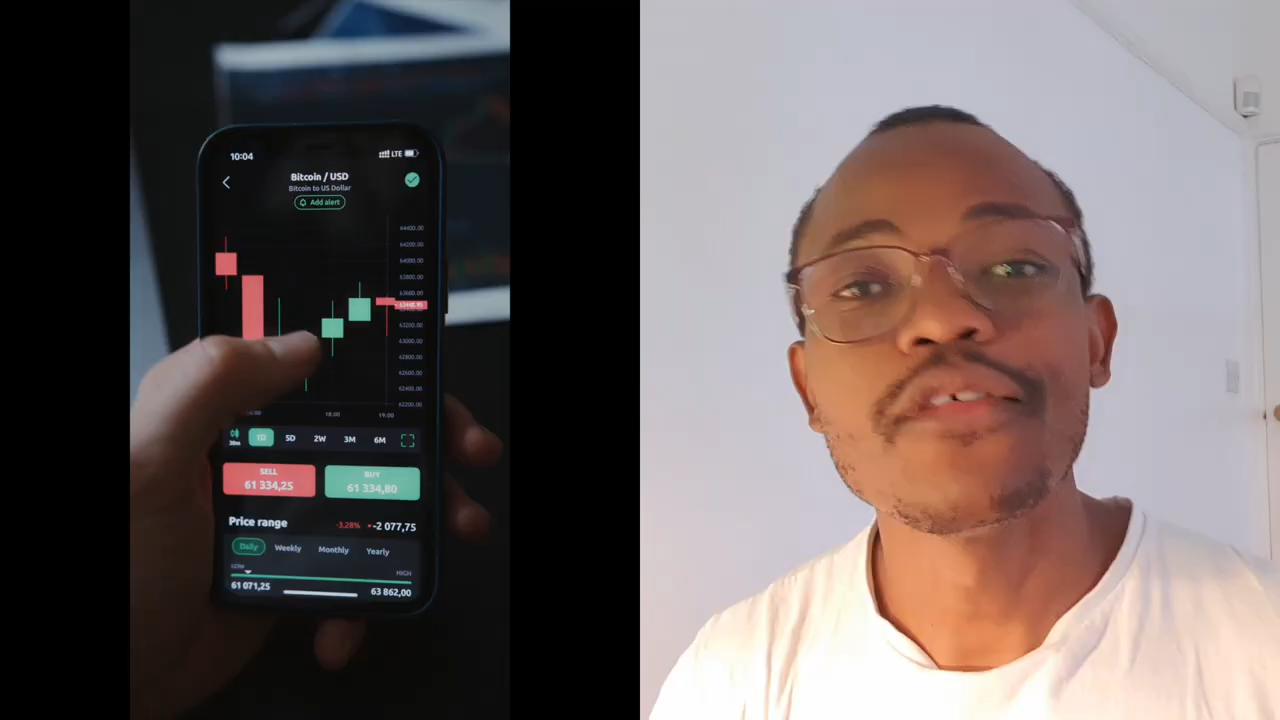 10:04 LTE
Bitcoin / USD
Bitcoin to US Dollar
Add alert
64400.00
64200.00
64000.00
63800.00
63600.00
63200.00
63000.00
62800.00
62600.00
62400.00
62200.00
18:00 19:00
30m 1D 5D 2W 3M 6M
SELL BUY
61 334,25 61 334,80
Price range -3,28% -2 077,75
Daily Weekly Monthly Yearly
LOW HIGH
61 071,25 63 862,00